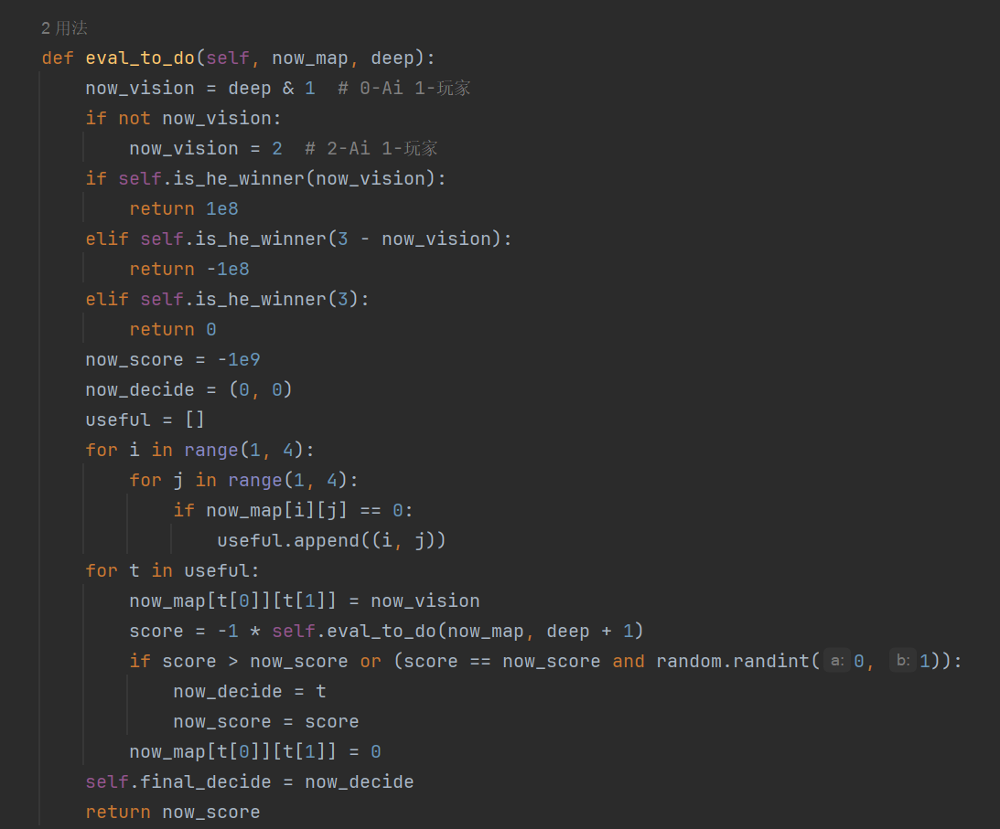 2 用法
def eval_to_do(self, now_map, deep):
    now_vision = deep & 1  # 0-Ai 1-玩家
    if not now_vision:
        now_vision = 2  # 2-Ai 1-玩家
    if self.is_he_winner(now_vision):
        return 1e8
    elif self.is_he_winner(3 - now_vision):
        return -1e8
    elif self.is_he_winner(3):
        return 0
    now_score = -1e9
    now_decide = (0, 0)
    useful = []
    for i in range(1, 4):
        for j in range(1, 4):
            if now_map[i][j] == 0:
                useful.append((i, j))
    for t in useful:
        now_map[t[0]][t[1]] = now_vision
        score = -1 * self.eval_to_do(now_map, deep + 1)
        if score > now_score or (score == now_score and random.randint( a: 0,  b: 1)):
            now_decide = t
            now_score = score
        now_map[t[0]][t[1]] = 0
    self.final_decide = now_decide
    return now_score